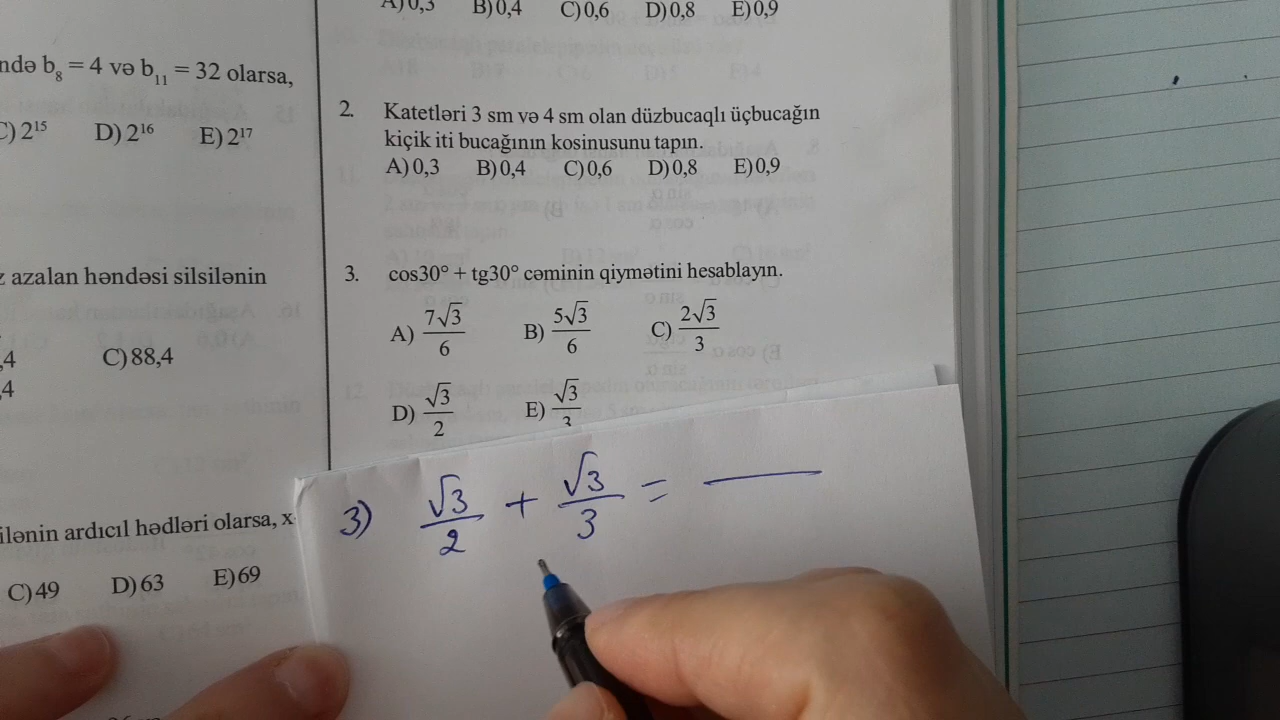 A) 0,3 B) 0,4 C) 0,6 D) 0,8 E) 0,9
ndə b₈ = 4 və b₁₁ = 32 olarsa,
C) 2¹⁵ D) 2¹⁶ E) 2¹⁷
z azalan həndəsi silsilənin
,4 C) 88,4
,4
ilənin ardıcıl hədləri olarsa, x
C) 49 D) 63 E) 69
2. Katetləri 3 sm və 4 sm olan düzbucaqlı üçbucağın
kiçik iti bucağının kosinusunu tapın.
A) 0,3 B) 0,4 C) 0,6 D) 0,8 E) 0,9
3. cos30° + tg30° cəminin qiymətini hesablayın.
A) 7√3/6 B) 5√3/6 C) 2√3/3
D) √3/2 E) √3/3
3) √3/2 + √3/3 =